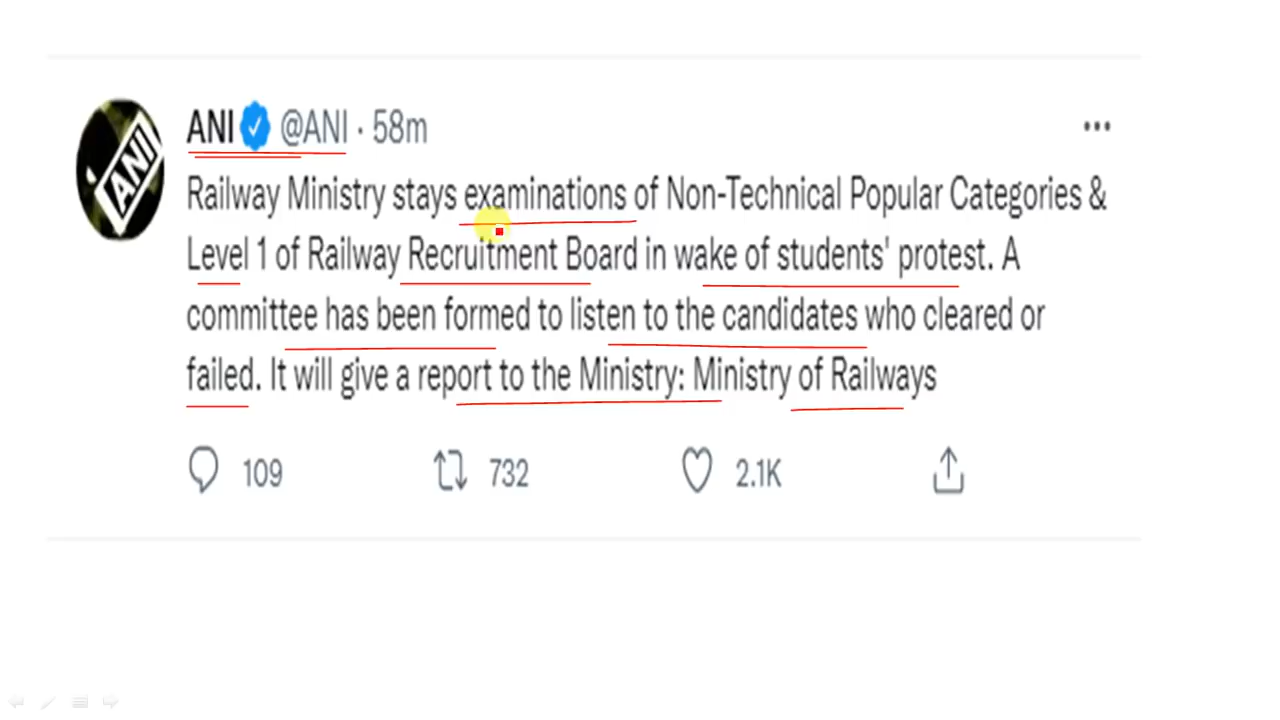 ANI @ANI · 58m
Railway Ministry stays examinations of Non-Technical Popular Categories &
Level 1 of Railway Recruitment Board in wake of students' protest. A
committee has been formed to listen to the candidates who cleared or
failed. It will give a report to the Ministry: Ministry of Railways
109 732 2.1K
ANI